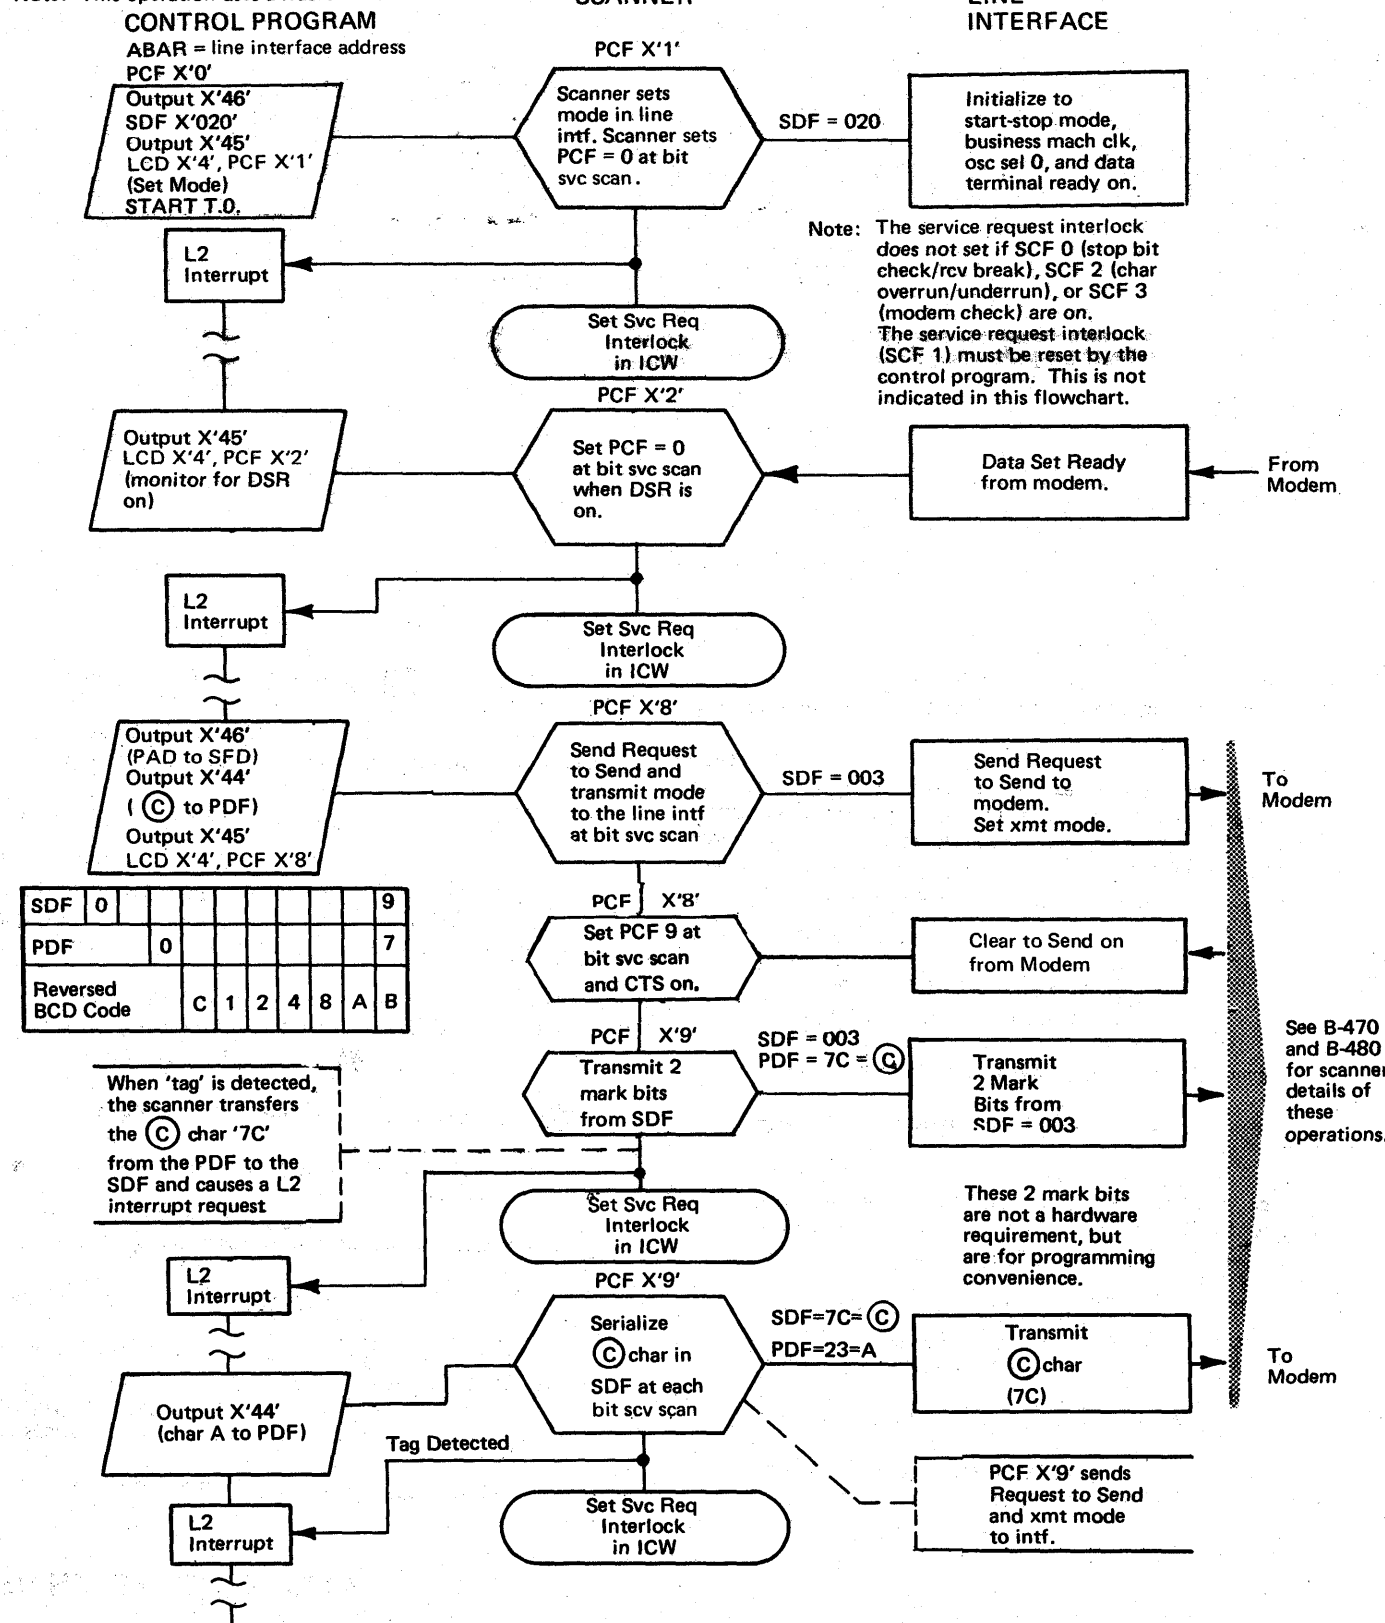 CONTROL PROGRAM
ABAR = line interface address
PCF X'0'
Output X'46'
SDF X'020'
Output X'45'
LCD X'4', PCF X'1'
(Set Mode)
START T.O.
SCANNER
PCF X'1'
Scanner sets
mode in line
intf. Scanner sets
PCF = 0 at bit
svc scan.
SDF = 020
LINE
INTERFACE
Initialize to
start-stop mode,
business mach clk,
osc sel 0, and data
terminal ready on.
L2
Interrupt
Set Svc Req
Interlock
in ICW
Note: The service request interlock
does not set if SCF 0 (stop bit
check/rcv break), SCF 2 (char
overrun/underrun), or SCF 3
(modem check) are on.
The service request interlock
(SCF 1) must be reset by the
control program. This is not
indicated in this flowchart.
Output X'45'
LCD X'4', PCF X'2'
(monitor for DSR
on)
PCF X'2'
Set PCF = 0
at bit svc scan
when DSR is
on.
Data Set Ready
from modem.
From
Modem
L2
Interrupt
Set Svc Req
Interlock
in ICW
Output X'46'
(PAD to SFD)
Output X'44'
( C to PDF)
Output X'45'
LCD X'4', PCF X'8'
PCF X'8'
Send Request
to Send and
transmit mode
to the line intf
at bit svc scan
SDF = 003
Send Request
to Send to
modem.
Set xmt mode.
To
Modem
SDF 0 9
PDF 0 7
Reversed
BCD Code C 1 2 4 8 A B
PCF X'8'
Set PCF 9 at
bit svc scan
and CTS on.
Clear to Send on
from Modem
PCF X'9'
Transmit 2
mark bits
from SDF
SDF = 003
PDF = 7C = C
Transmit
2 Mark
Bits from
SDF = 003
See B-470
and B-480
for scanner
details of
these
operations.
When 'tag' is detected,
the scanner transfers
the C char '7C'
from the PDF to the
SDF and causes a L2
interrupt request
Set Svc Req
Interlock
in ICW
These 2 mark bits
are not a hardware
requirement, but
are for programming
convenience.
L2
Interrupt
PCF X'9'
Serialize
C char in
SDF at each
bit scv scan
SDF=7C= C
PDF=23=A
Transmit
C char
(7C)
To
Modem
Output X'44'
(char A to PDF)
Tag Detected
Set Svc Req
Interlock
in ICW
PCF X'9' sends
Request to Send
and xmt mode
to intf.
L2
Interrupt